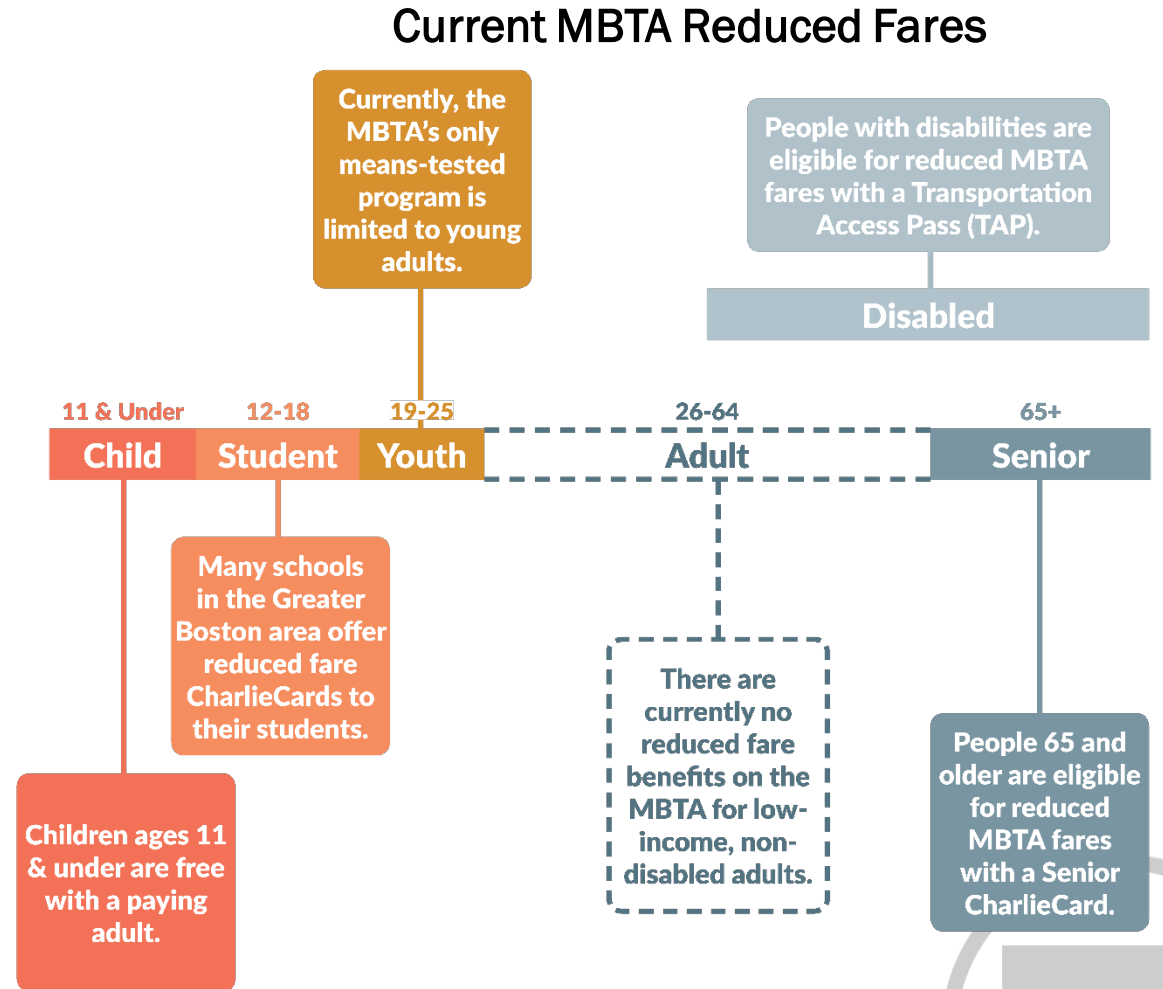 Current MBTA Reduced Fares
Currently, the
MBTA's only
means-tested
program is
limited to young
adults.
People with disabilities are
eligible for reduced MBTA
fares with a Transportation
Access Pass (TAP).
Disabled
11 & Under
12-18
19-25
26-64
65+
Child
Student
Youth
Adult
Senior
Many schools
in the Greater
Boston area offer
reduced fare
CharlieCards to
their students.
There are
currently no
reduced fare
benefits on the
MBTA for low-
income, non-
disabled adults.
People 65 and
older are eligible
for reduced
MBTA fares
with a Senior
CharlieCard.
Children ages 11
& under are free
with a paying
adult.